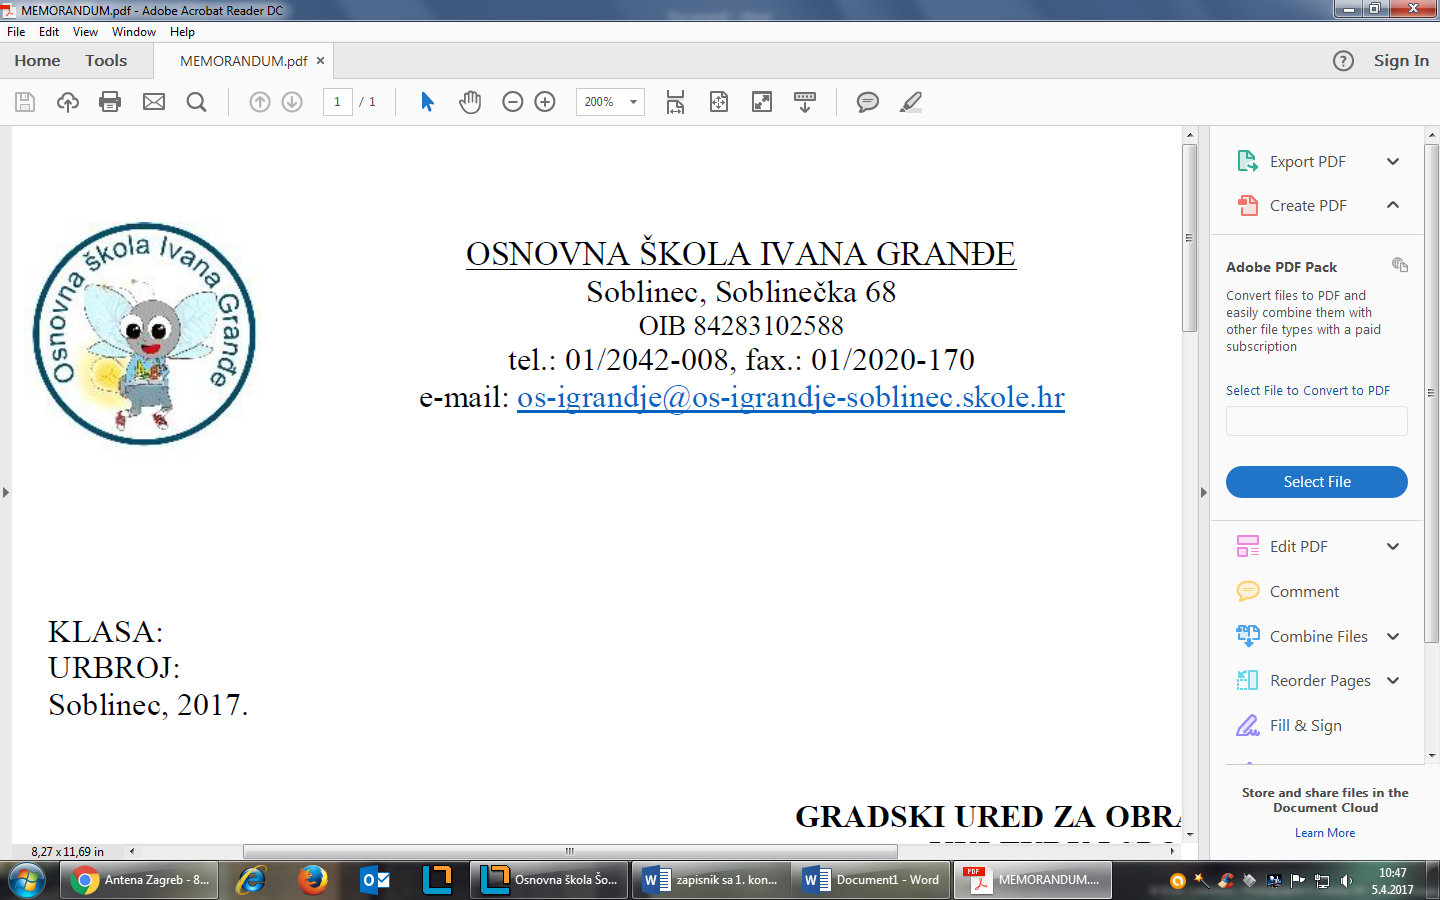 MEMORANDUM.pdf - Adobe Acrobat Reader DC
File Edit View Window Help
Home Tools MEMORANDUM.pdf × Sign In
1 / 1 200%
Osnovna škola Ivana Granđe
OSNOVNA ŠKOLA IVANA GRANĐE
Soblinec, Soblinečka 68
OIB 84283102588
tel.: 01/2042-008, fax.: 01/2020-170
e-mail: os-igrandje@os-igrandje-soblinec.skole.hr
KLASA:
URBROJ:
Soblinec, 2017.
GRADSKI URED ZA OBRA
8,27 x 11,69 in
Export PDF
Create PDF
Adobe PDF Pack
Convert files to PDF and
easily combine them with
other file types with a paid
subscription
Select File to Convert to PDF
Select File
Edit PDF
Comment
Combine Files
Reorder Pages
Fill & Sign
Store and share files in the
Document Cloud
Learn More
Antena Zagreb - 8... Osnovna škola Šo... zapisnik sa 1. kon... Document1 - Word MEMORANDUM....
10:47
5.4.2017